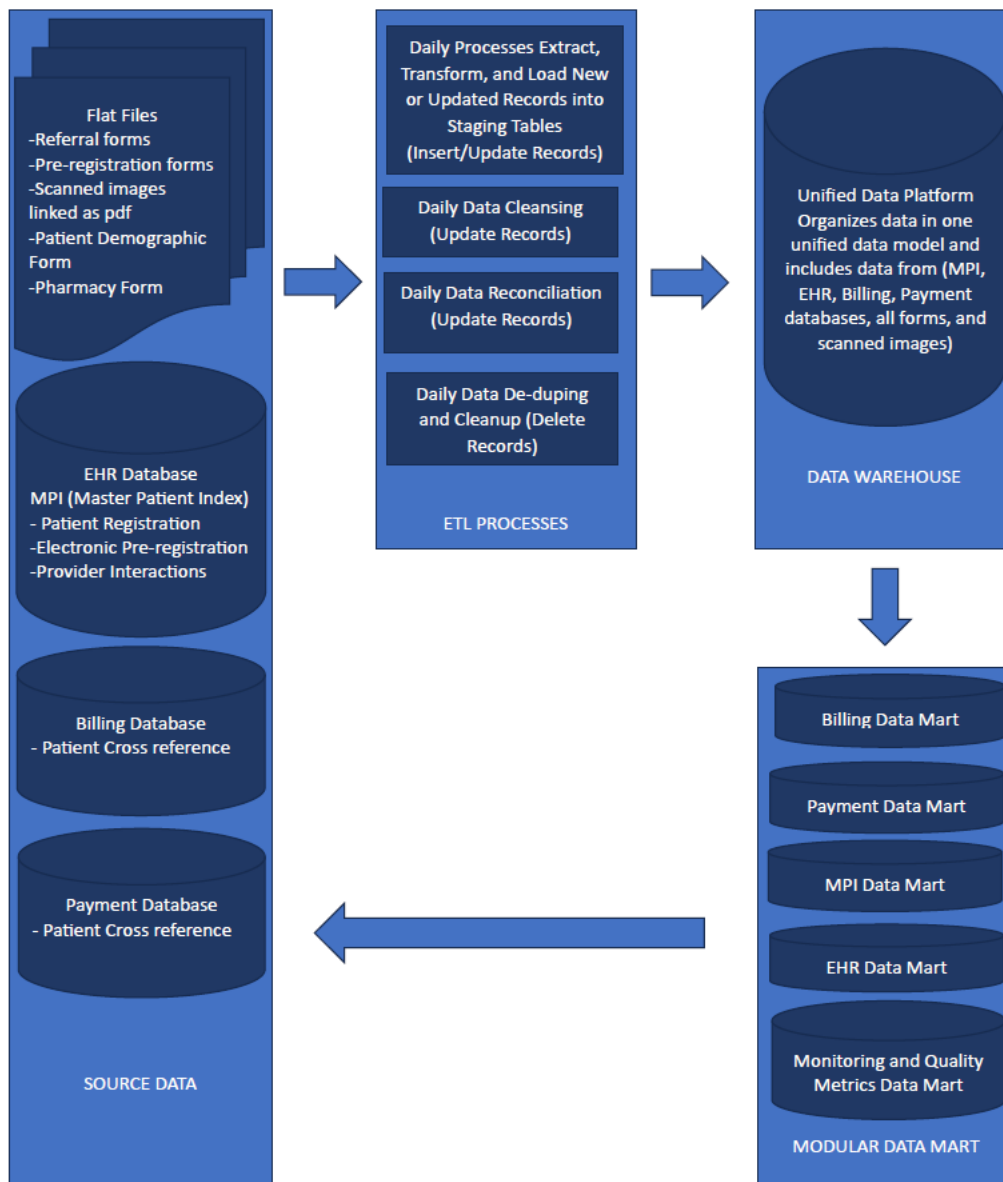 Flat Files
-Referral forms
-Pre-registration forms
-Scanned images
linked as pdf
-Patient Demographic
Form
-Pharmacy Form
EHR Database
MPI (Master Patient Index)
- Patient Registration
-Electronic Pre-registration
-Provider Interactions
Billing Database
- Patient Cross reference
Payment Database
- Patient Cross reference
SOURCE DATA
Daily Processes Extract,
Transform, and Load New
or Updated Records into
Staging Tables
(Insert/Update Records)
Daily Data Cleansing
(Update Records)
Daily Data Reconciliation
(Update Records)
Daily Data De-duping
and Cleanup (Delete
Records)
ETL PROCESSES
Unified Data Platform
Organizes data in one
unified data model and
includes data from (MPI,
EHR, Billing, Payment
databases, all forms, and
scanned images)
DATA WAREHOUSE
Billing Data Mart
Payment Data Mart
MPI Data Mart
EHR Data Mart
Monitoring and Quality
Metrics Data Mart
MODULAR DATA MART